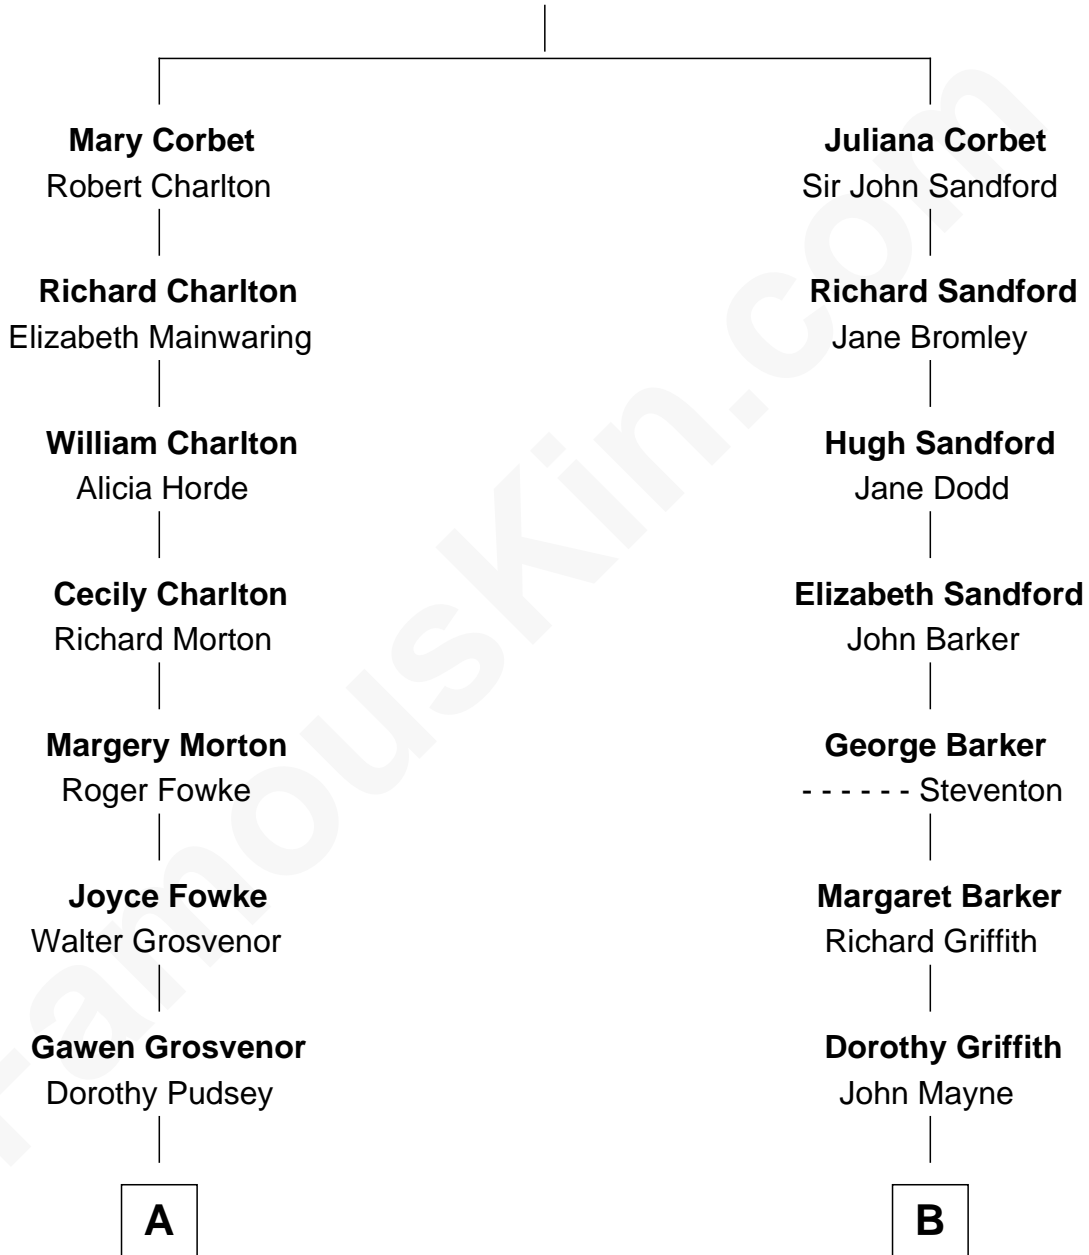 Mary Corbet
Robert Charlton
Richard Charlton
Elizabeth Mainwaring
William Charlton
Alicia Horde
Cecily Charlton
Richard Morton
Margery Morton
Roger Fowke
Joyce Fowke
Walter Grosvenor
Gawen Grosvenor
Dorothy Pudsey
A
Juliana Corbet
Sir John Sandford
Richard Sandford
Jane Bromley
Hugh Sandford
Jane Dodd
Elizabeth Sandford
John Barker
George Barker
- - - - - - Steventon
Margaret Barker
Richard Griffith
Dorothy Griffith
John Mayne
B
FamousKin.com